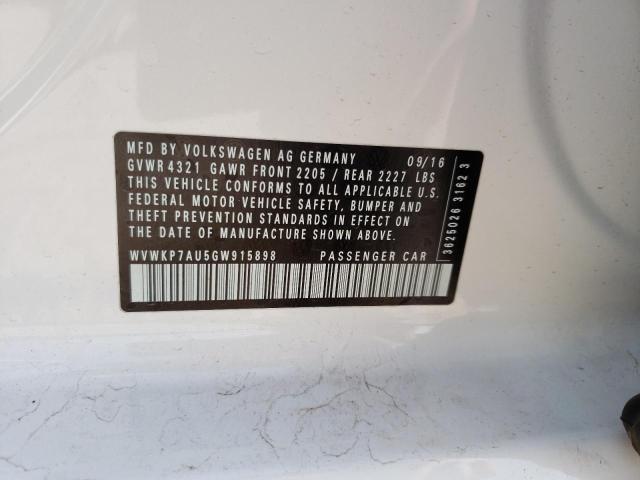 MFD BY VOLKSWAGEN AG GERMANY 09/16
GVWR 4321 GAWR FRONT 2205 / REAR 2227 LBS
THIS VEHICLE CONFORMS TO ALL APPLICABLE U.S.
FEDERAL MOTOR VEHICLE SAFETY, BUMPER AND
THEFT PREVENTION STANDARDS IN EFFECT ON
THE DATE OF MANUFACTURE SHOWN ABOVE.
WVWKP7AU5GW915898 PASSENGER CAR
3625026 3162 3